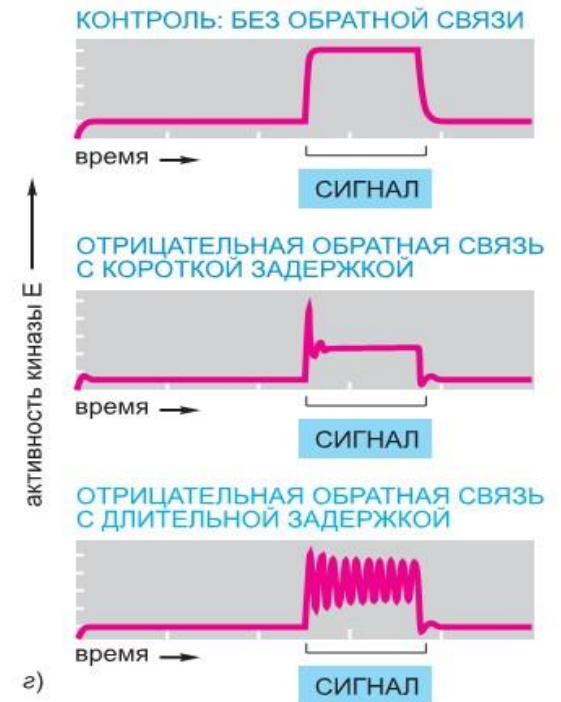 КОНТРОЛЬ: БЕЗ ОБРАТНОЙ СВЯЗИ
время
СИГНАЛ
ОТРИЦАТЕЛЬНАЯ ОБРАТНАЯ СВЯЗЬ
С КОРОТКОЙ ЗАДЕРЖКОЙ
активность киназы Е
время
СИГНАЛ
ОТРИЦАТЕЛЬНАЯ ОБРАТНАЯ СВЯЗЬ
С ДЛИТЕЛЬНОЙ ЗАДЕРЖКОЙ
время
СИГНАЛ
г)